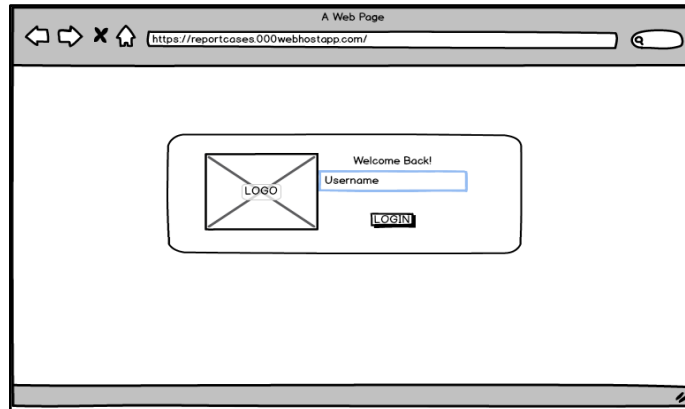 A Web Page
https://reportcases.000webhostapp.com/
Welcome Back!
LOGO
Username
LOGIN